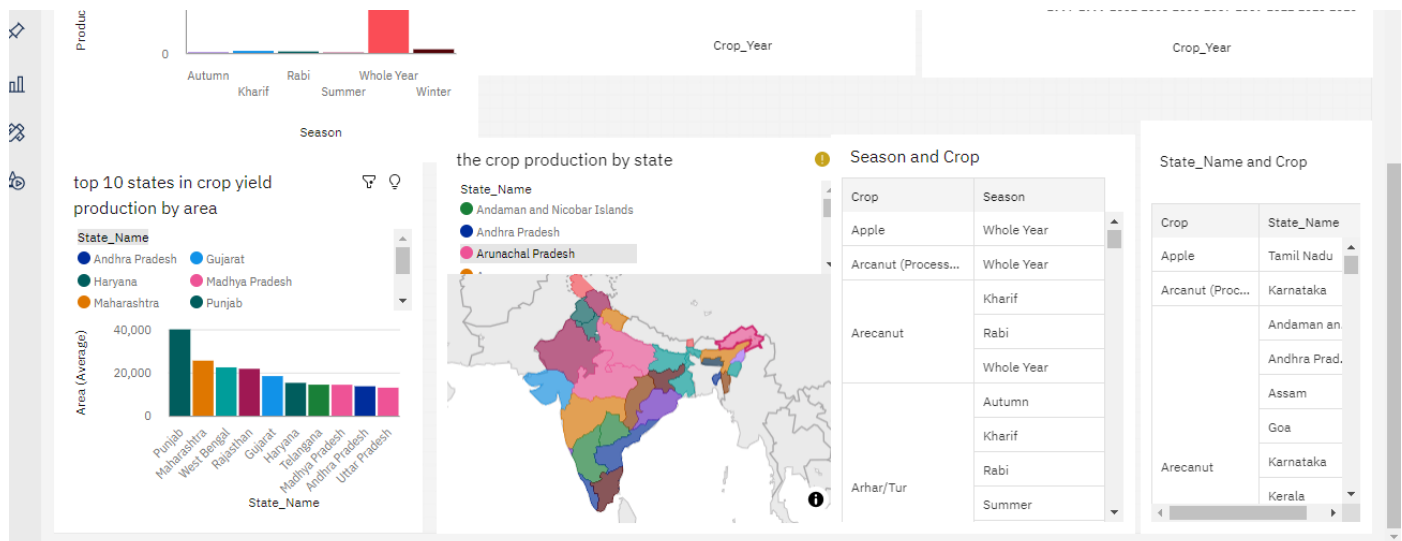 Produc
0
Autumn
Rabi
Whole Year
Kharif
Summer
Winter
Season
Crop_Year
Crop_Year
top 10 states in crop yield
production by area
State_Name
Andhra Pradesh
Gujarat
Haryana
Madhya Pradesh
Maharashtra
Punjab
Area (Average)
40,000
20,000
0
Punjab
Maharashtra
West Bengal
Rajasthan
Gujarat
Haryana
Telangana
Madhya Pradesh
Andhra Pradesh
Uttar Pradesh
State_Name
the crop production by state
State_Name
Andaman and Nicobar Islands
Andhra Pradesh
Arunachal Pradesh
Season and Crop
Crop Season
Apple Whole Year
Arcanut (Process... Whole Year
Kharif
Arecanut Rabi
Whole Year
Autumn
Kharif
Rabi
Arhar/Tur
Summer
State_Name and Crop
Crop State_Name
Apple Tamil Nadu
Arcanut (Proc... Karnataka
Andaman an.
Andhra Prad.
Assam
Goa
Arecanut Karnataka
Kerala